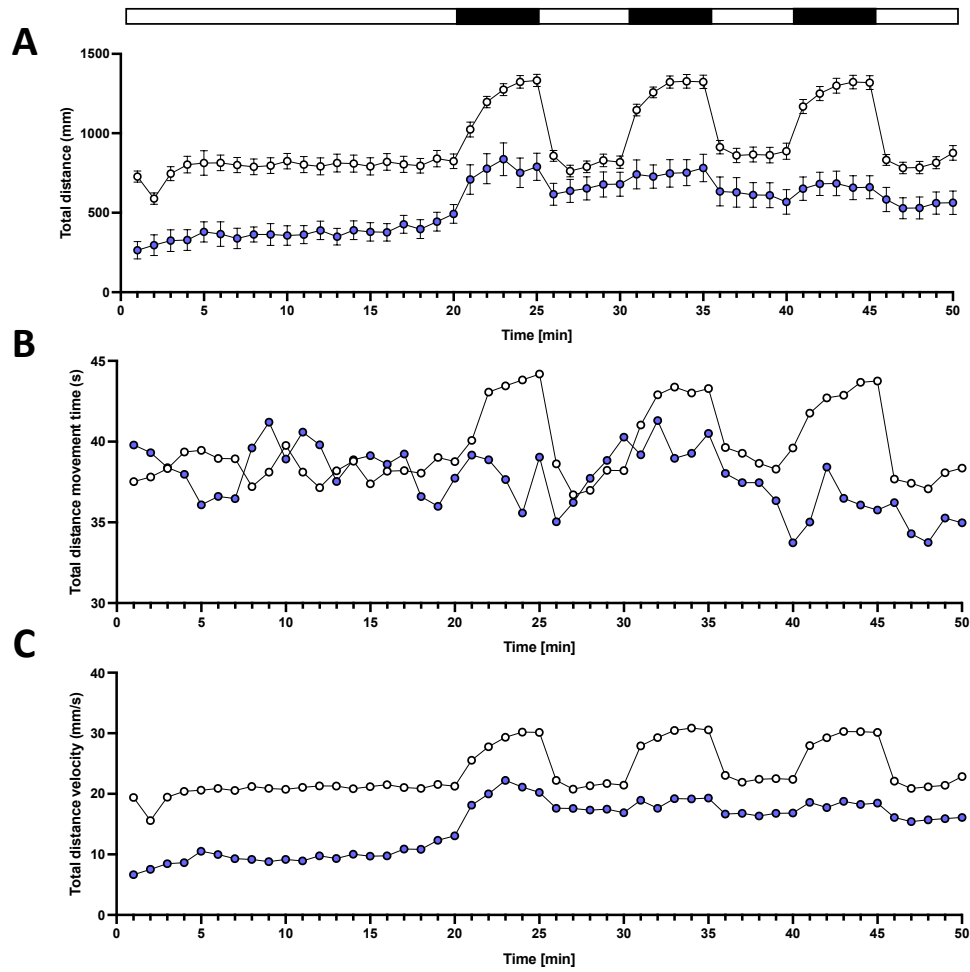 A
Total distance (mm)
1500
1000
500
0
0 5 10 15 20 25 30 35 40 45 50
Time [min]
B
Total distance movement time (s)
45
40
35
30
0 5 10 15 20 25 30 35 40 45 50
Time [min]
C
Total distance velocity (mm/s)
40
30
20
10
0
0 5 10 15 20 25 30 35 40 45 50
Time [min]